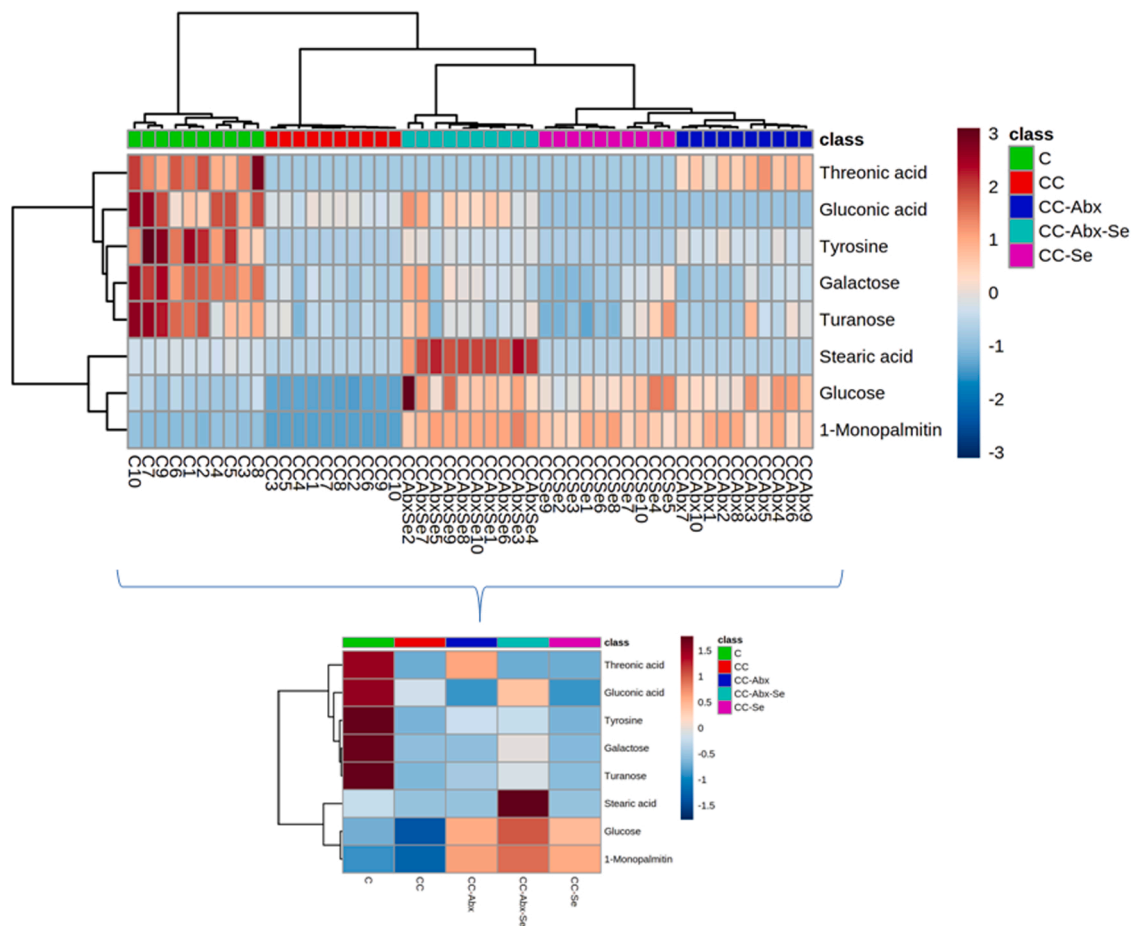 class
Threonic acid
Gluconic acid
Tyrosine
Galactose
Turanose
Stearic acid
Glucose
1-Monopalmitin
3
2
1
0
-1
-2
-3
class
C
CC
CC-Abx
CC-Abx-Se
CC-Se
C10
C7
C9
C6
C1
C2
C4
C5
C3
C8
CC3
CC5
CC4
CC1
CC7
CC8
CC2
CC6
CC9
CC10
CCAbxSe2
CCAbxSe7
CCAbxSe5
CCAbxSe9
CCAbxSe8
CCAbxSe10
CCAbxSe1
CCAbxSe6
CCAbxSe3
CCAbxSe4
CCSe9
CCSe2
CCSe3
CCSe1
CCSe6
CCSe8
CCSe7
CCSe10
CCSe4
CCSe5
CCAbx7
CCAbx10
CCAbx1
CCAbx2
CCAbx8
CCAbx3
CCAbx5
CCAbx4
CCAbx6
CCAbx9
class
Threonic acid
Gluconic acid
Tyrosine
Galactose
Turanose
Stearic acid
Glucose
1-Monopalmitin
1.5
1
0.5
0
-0.5
-1
-1.5
class
C
CC
CC-Abx
CC-Abx-Se
CC-Se
C
CC
CC-Abx
CC-Abx-Se
CC-Se